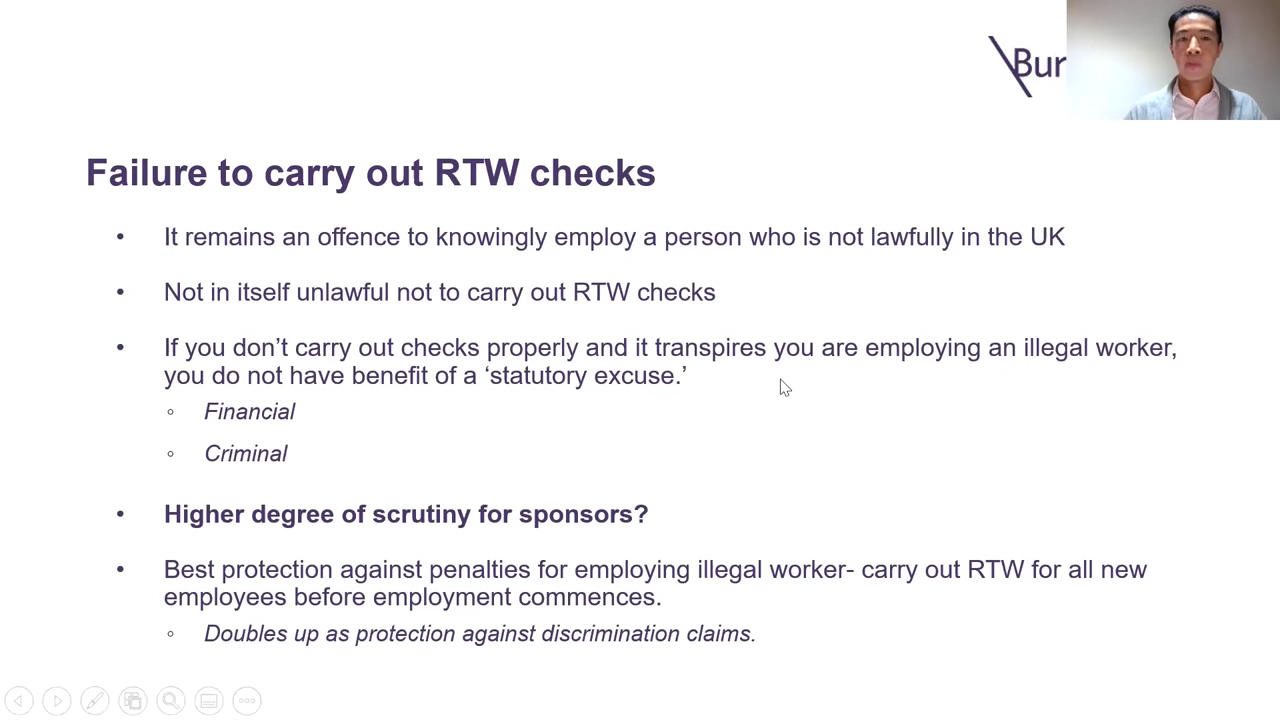 Bur
Failure to carry out RTW checks
• It remains an offence to knowingly employ a person who is not lawfully in the UK
• Not in itself unlawful not to carry out RTW checks
• If you don’t carry out checks properly and it transpires you are employing an illegal worker,
you do not have benefit of a ‘statutory excuse.’
◦ Financial
◦ Criminal
• Higher degree of scrutiny for sponsors?
• Best protection against penalties for employing illegal worker- carry out RTW for all new
employees before employment commences.
◦ Doubles up as protection against discrimination claims.